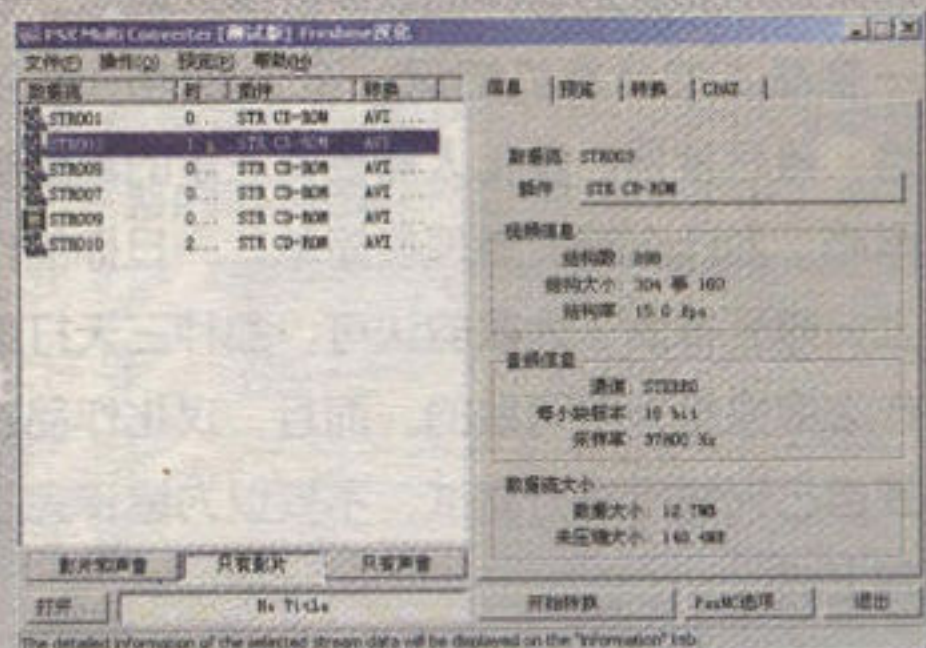 PSX Multi Converter [测试版] Freshose汉化
文件(F) 操作(O) 预览(P) 帮助(H)
数据流 时 插件 转换
STR001 0... STR CD-ROM AVI ...
1 STR CD-ROM AVI
STR005 0... STR CD-ROM AVI ...
STR007 0... STR CD-ROM AVI ...
STR009 0... STR CD-ROM AVI ...
STR010 2... STR CD-ROM AVI ...
影片和声音 只有影片 只有声音
打开... No Title
信息 预览 转换 CHAT
数据流: STR003
插件: STR CD-ROM
视频信息
结构数:
结构大小: 304 160
结构率: 15.0 fps
音频信息
通道: STEREO
每小块标本: 16 bit
采样率: 37800 Hz
数据流大小
数据大小: 12.7MB
未压缩大小: 140.4MB
开始转换 PsxMC选项 退出
The detailed information of the selected stream data will be displayed on the "Information" tab.